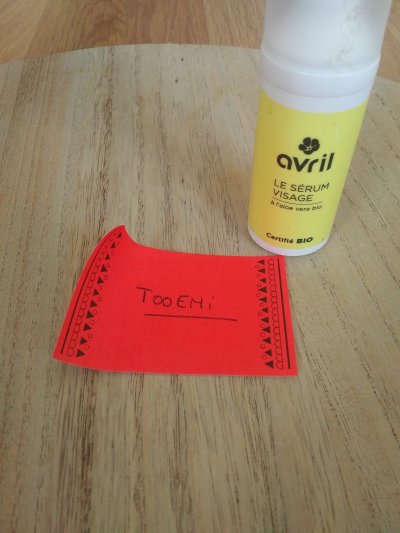 avril
LE SÉRUM
VISAGE
à l'aloe vera bio
Certifié BIO
TooEMi